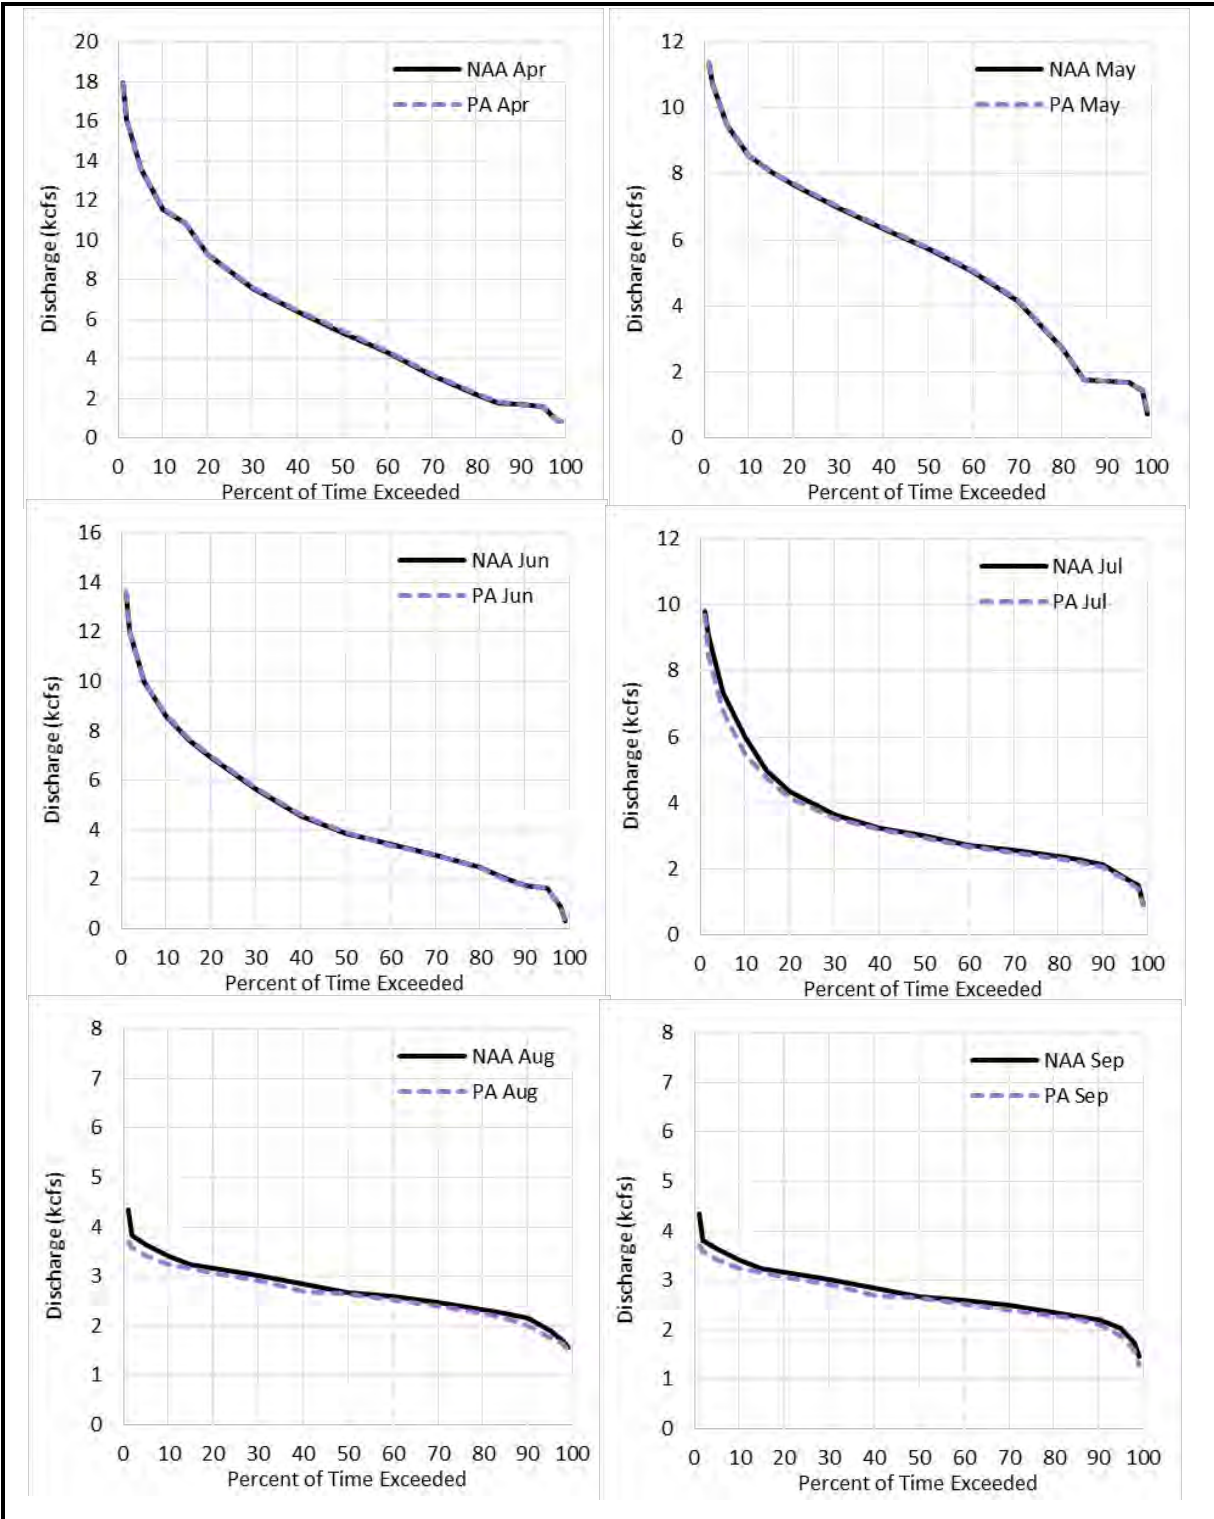 20
18
16
14
12
10
8
6
4
2
0
Discharge (kcfs)
NAA Apr
PA Apr
0 10 20 30 40 50 60 70 80 90 100
Percent of Time Exceeded
12
10
8
6
4
2
0
Discharge (kcfs)
NAA May
PA May
0 10 20 30 40 50 60 70 80 90 100
Percent of Time Exceeded
16
14
12
10
8
6
4
2
0
Discharge (kcfs)
NAA Jun
PA Jun
0 10 20 30 40 50 60 70 80 90 100
Percent of Time Exceeded
12
10
8
6
4
2
0
Discharge (kcfs)
NAA Jul
PA Jul
0 10 20 30 40 50 60 70 80 90 100
Percent of Time Exceeded
8
7
6
5
4
3
2
1
0
Discharge (kcfs)
NAA Aug
PA Aug
0 10 20 30 40 50 60 70 80 90 100
Percent of Time Exceeded
8
7
6
5
4
3
2
1
0
Discharge (kcfs)
NAA Sep
PA Sep
0 10 20 30 40 50 60 70 80 90 100
Percent of Time Exceeded